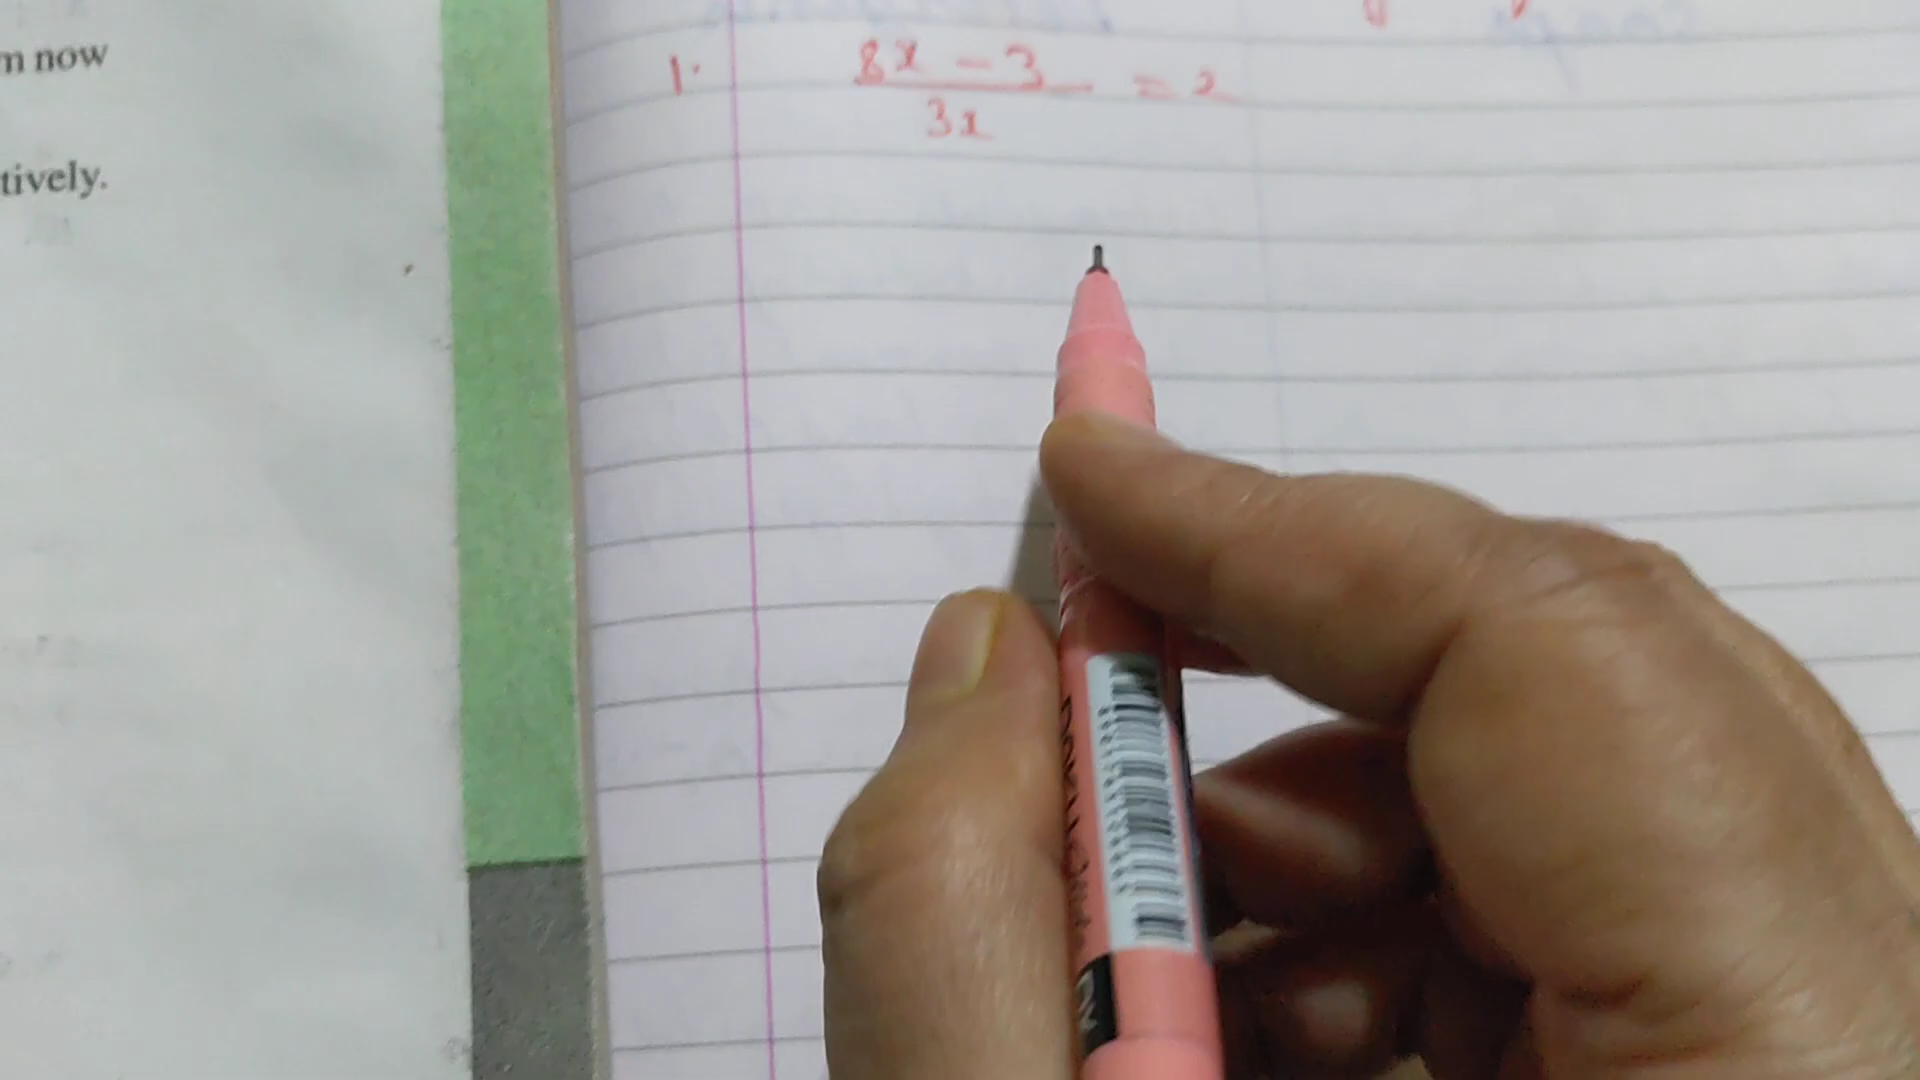 m now
tively.
1. 8x - 3 = 2
3x